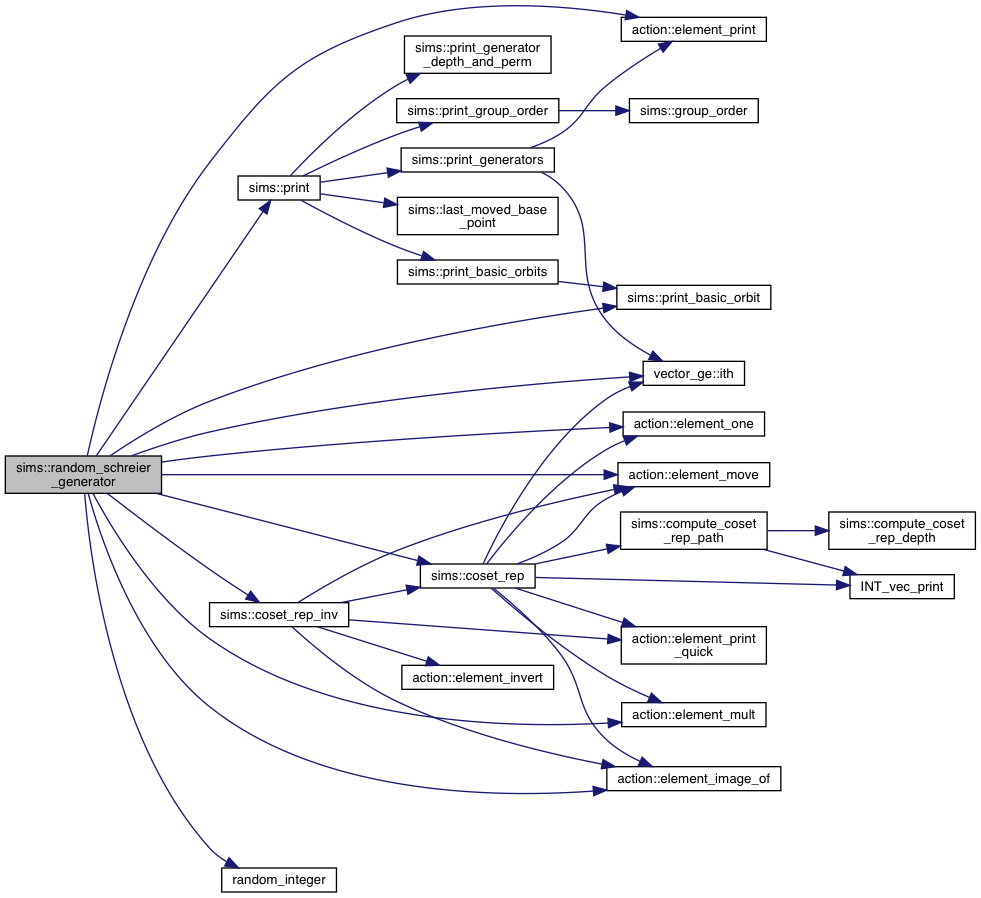 action::element_print
sims::print_generator
_depth_and_perm
sims::print_group_order
sims::group_order
sims::print_generators
sims::print
sims::last_moved_base
_point
sims::print_basic_orbits
sims::print_basic_orbit
vector_ge::ith
action::element_one
sims::random_schreier
_generator
action::element_move
sims::compute_coset
_rep_path
sims::compute_coset
_rep_depth
sims::coset_rep
INT_vec_print
sims::coset_rep_inv
action::element_print
_quick
action::element_invert
action::element_mult
action::element_image_of
random_integer